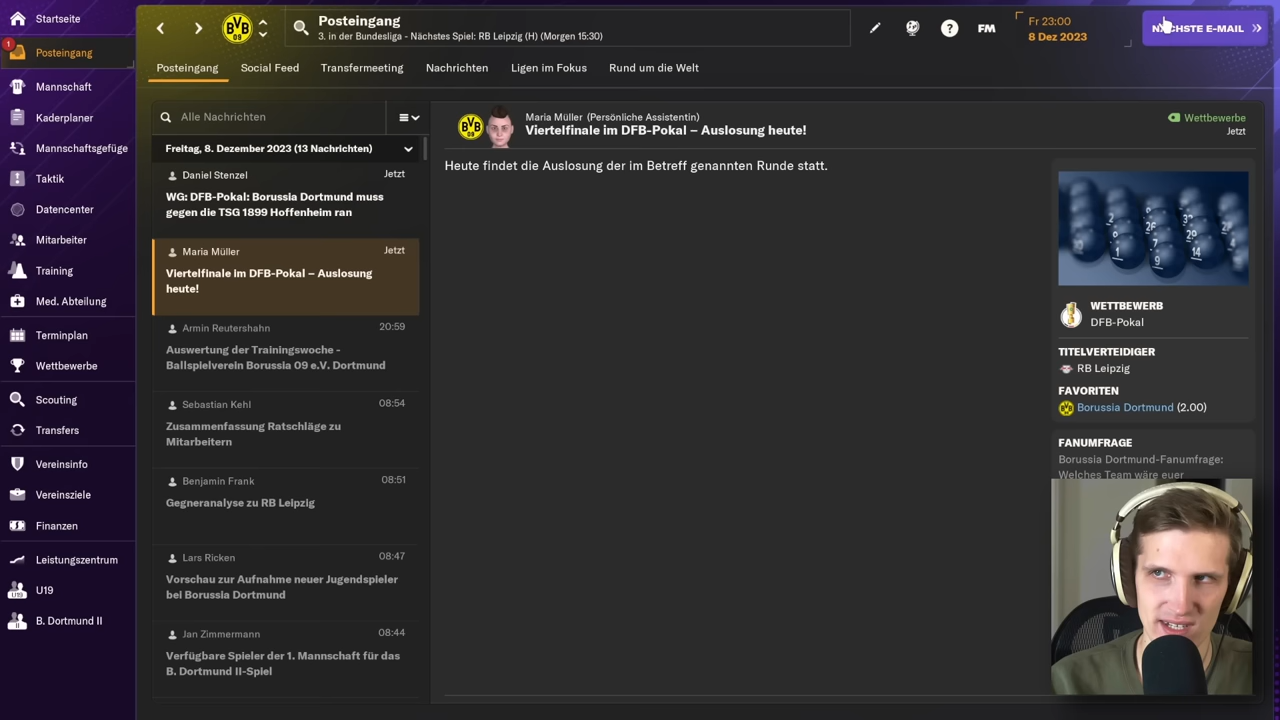 Startseite
1
Posteingang
Mannschaft
Kaderplaner
Mannschaftsgefüge
Taktik
Datencenter
Mitarbeiter
Training
Med. Abteilung
Terminplan
Wettbewerbe
Scouting
Transfers
Vereinsinfo
Vereinsziele
Finanzen
Leistungszentrum
U19
U19
B. Dortmund II
BVB
09
Posteingang
3. in der Bundesliga - Nächstes Spiel: RB Leipzig (H) (Morgen 15:30)
FM
Fr 23:00
8 Dez 2023
NÄCHSTE E-MAIL
Posteingang
Social Feed
Transfermeeting
Nachrichten
Ligen im Fokus
Rund um die Welt
Alle Nachrichten
Freitag, 8. Dezember 2023 (13 Nachrichten)
Daniel Stenzel
Jetzt
WG: DFB-Pokal: Borussia Dortmund muss
gegen die TSG 1899 Hoffenheim ran
Maria Müller
Jetzt
Viertelfinale im DFB-Pokal – Auslosung
heute!
Armin Reutershahn
20:59
Auswertung der Trainingswoche -
Ballspielverein Borussia 09 e.V. Dortmund
Sebastian Kehl
08:54
Zusammenfassung Ratschläge zu
Mitarbeitern
Benjamin Frank
08:51
Gegneranalyse zu RB Leipzig
Lars Ricken
08:47
Vorschau zur Aufnahme neuer Jugendspieler
bei Borussia Dortmund
Jan Zimmermann
08:44
Verfügbare Spieler der 1. Mannschaft für das
B. Dortmund II-Spiel
BVB
09
Maria Müller (Persönliche Assistentin)
Viertelfinale im DFB-Pokal – Auslosung heute!
Wettbewerbe
Jetzt
Heute findet die Auslosung der im Betreff genannten Runde statt.
WETTBEWERB
DFB-Pokal
TITELVERTEIDIGER
RB Leipzig
FAVORITEN
Borussia Dortmund (2.00)
FANUMFRAGE
Borussia Dortmund-Fanumfrage:
Welches Team wäre euer